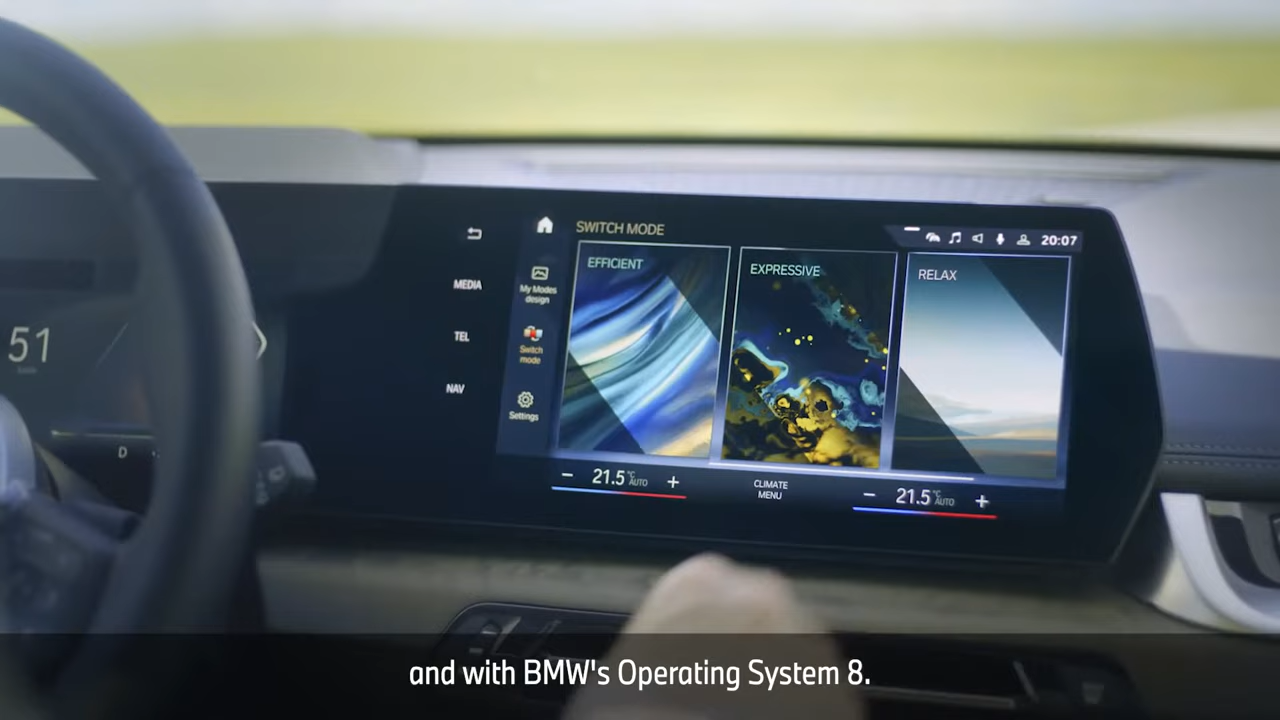 SWITCH MODE
20:07
MEDIA
TEL
NAV
My Modes
design
Switch
mode
Settings
EFFICIENT
EXPRESSIVE
RELAX
51
D
− 21.5 °C AUTO +
CLIMATE
MENU
− 21.5 °C AUTO +
and with BMW's Operating System 8.